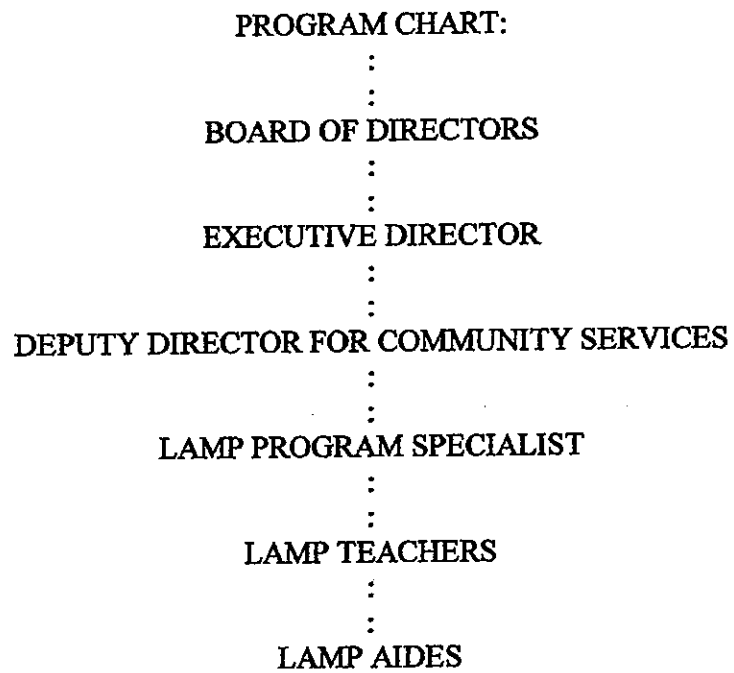 PROGRAM CHART:
:
:
BOARD OF DIRECTORS
:
:
EXECUTIVE DIRECTOR
:
:
DEPUTY DIRECTOR FOR COMMUNITY SERVICES
:
:
LAMP PROGRAM SPECIALIST
:
:
LAMP TEACHERS
:
:
LAMP AIDES